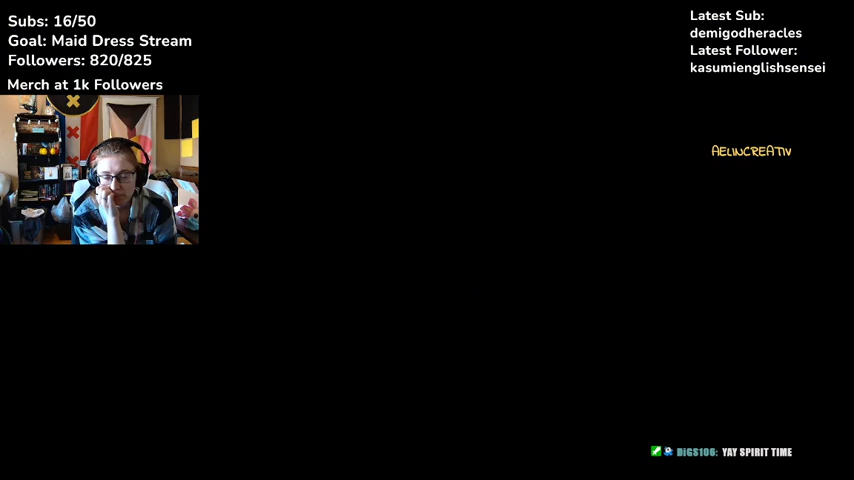 Subs: 16/50
Goal: Maid Dress Stream
Followers: 820/825
Merch at 1k Followers
Latest Sub:
demigodheracles
Latest Follower:
kasumienglishsensei
AELINCREATIV
DiGS106: YAY SPIRIT TIME